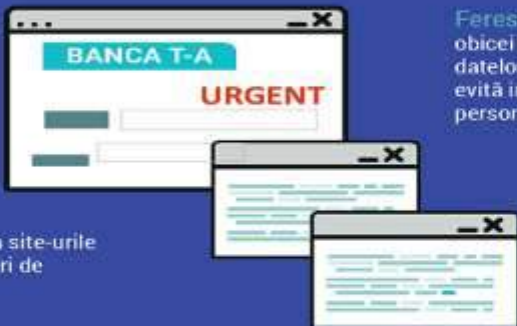 BANCA T-A
URGENT
Feres
obicei
datelo
evită i
person
site-urile
ri de